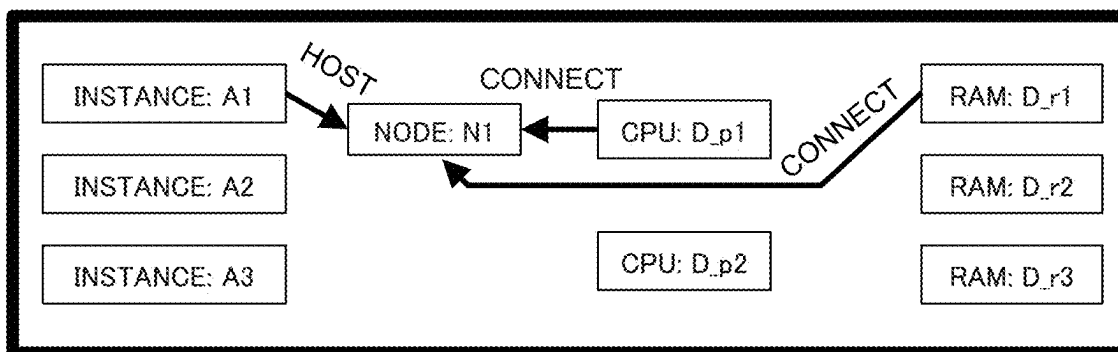 HOST
CONNECT
INSTANCE: A1
NODE: N1
CPU: D_p1
CONNECT
RAM: D_r1
INSTANCE: A2
RAM: D_r2
INSTANCE: A3
CPU: D_p2
RAM: D_r3